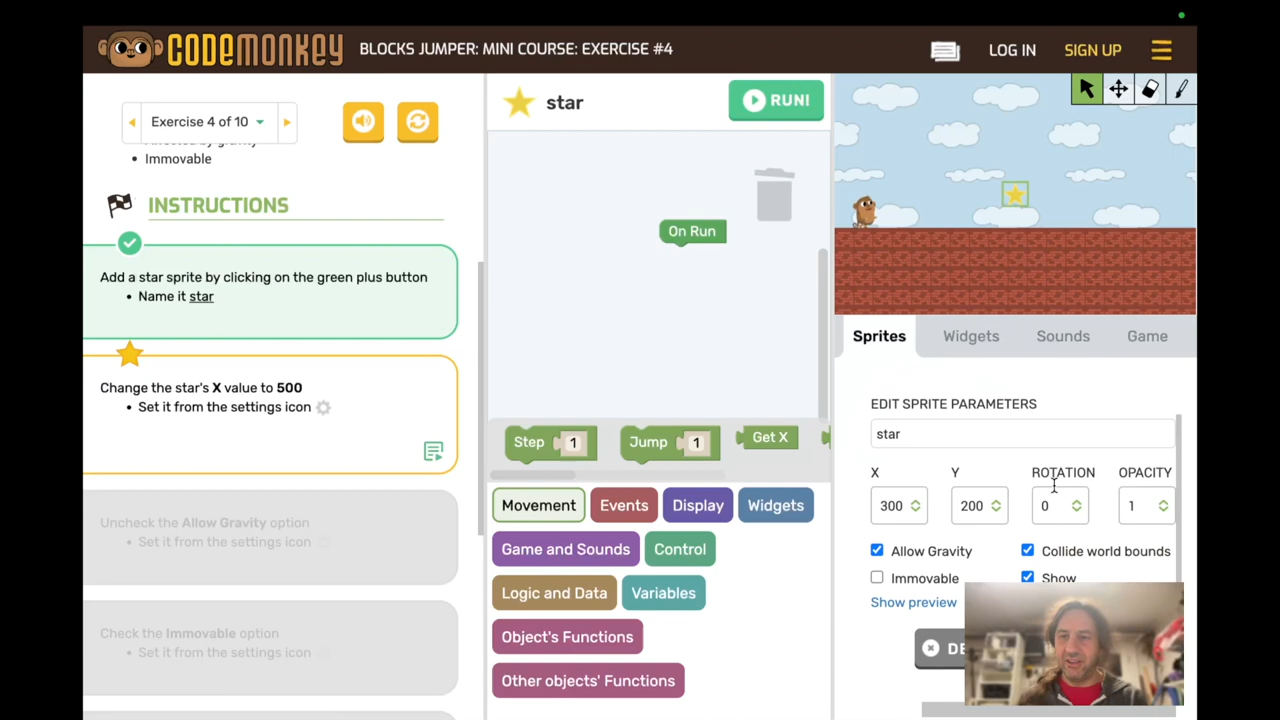 CODEMONKEY BLOCKS JUMPER: MINI COURSE: EXERCISE #4 LOG IN SIGN UP
Exercise 4 of 10
Immovable
INSTRUCTIONS
Add a star sprite by clicking on the green plus button
• Name it star
Change the star's X value to 500
• Set it from the settings icon
Uncheck the Allow Gravity option
• Set it from the settings icon
Check the Immovable option
• Set it from the settings icon
star
RUN!
On Run
Step 1 Jump 1 Get X
Movement Events Display Widgets
Game and Sounds Control
Logic and Data Variables
Object's Functions
Other objects' Functions
Sprites Widgets Sounds Game
EDIT SPRITE PARAMETERS
star
X Y ROTATION OPACITY
300 200 0 1
Allow Gravity Collide world bounds
Immovable Show
Show preview
DE